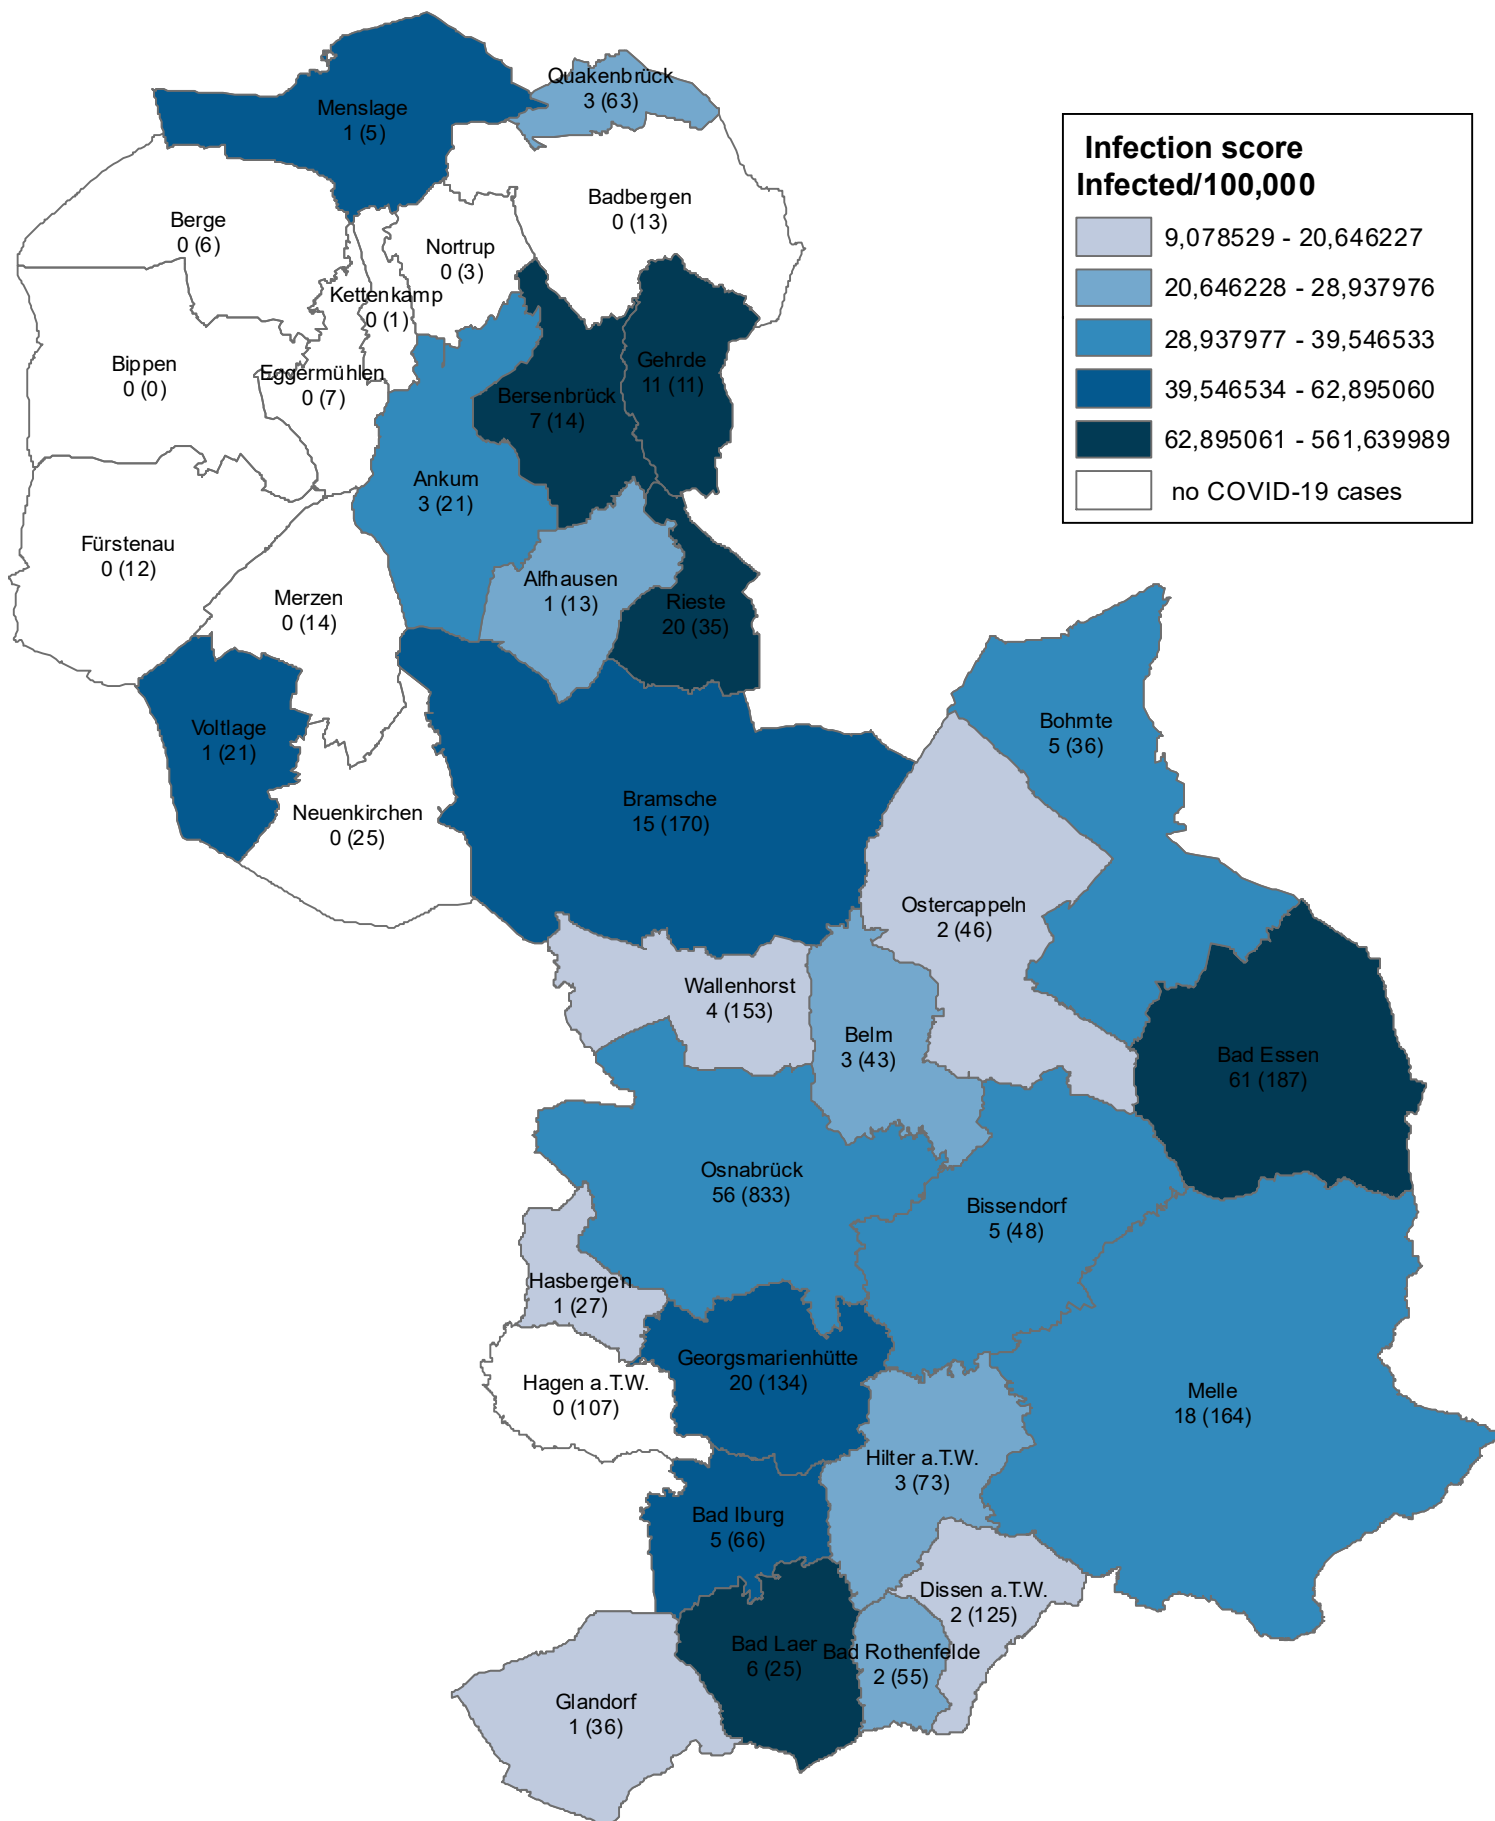 Quakenbrück
3 (63)
Menslage
1 (5)
Infection score
Infected/100,000
9,078529 - 20,646227
20,646228 - 28,937976
28,937977 - 39,546533
39,546534 - 62,895060
62,895061 - 561,639989
no COVID-19 cases
Badbergen
0 (13)
Berge
0 (6)
Nortrup
0 (3)
Kettenkamp
0 (1)
Bippen
0 (0)
Eggermühlen
0 (7)
Gehrde
11 (11)
Bersenbrück
7 (14)
Ankum
3 (21)
Fürstenau
0 (12)
Alfhausen
1 (13)
Merzen
0 (14)
Rieste
20 (35)
Voltlage
1 (21)
Bohmte
5 (36)
Bramsche
15 (170)
Neuenkirchen
0 (25)
Ostercappeln
2 (46)
Wallenhorst
4 (153)
Belm
3 (43)
Bad Essen
61 (187)
Osnabrück
56 (833)
Bissendorf
5 (48)
Hasbergen
1 (27)
Georgsmarienhütte
20 (134)
Hagen a.T.W.
0 (107)
Melle
18 (164)
Hilter a.T.W.
3 (73)
Bad Iburg
5 (66)
Dissen a.T.W.
2 (125)
Bad Laer
6 (25)
Bad Rothenfelde
2 (55)
Glandorf
1 (36)